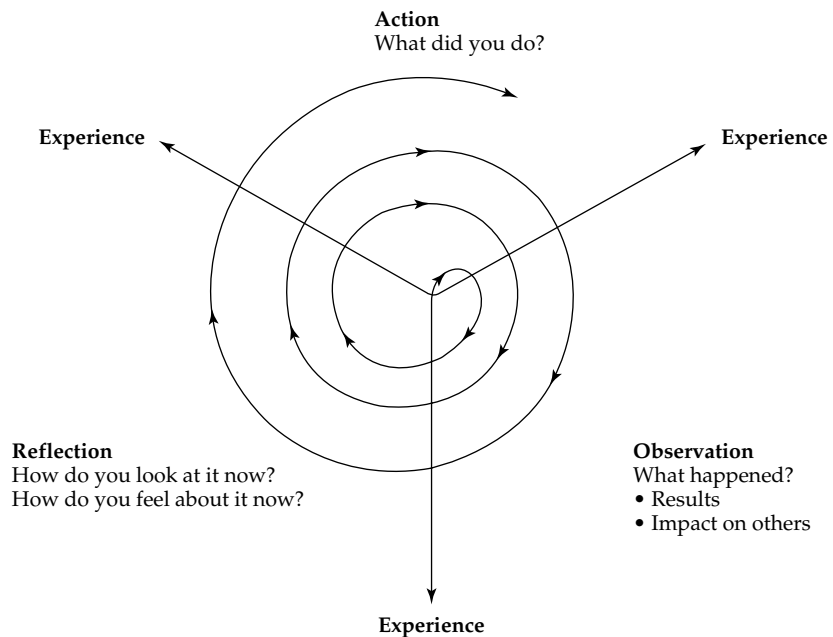 Action
What did you do?
Experience
Experience
Reflection
How do you look at it now?
How do you feel about it now?
Observation
What happened?
• Results
• Impact on others
Experience